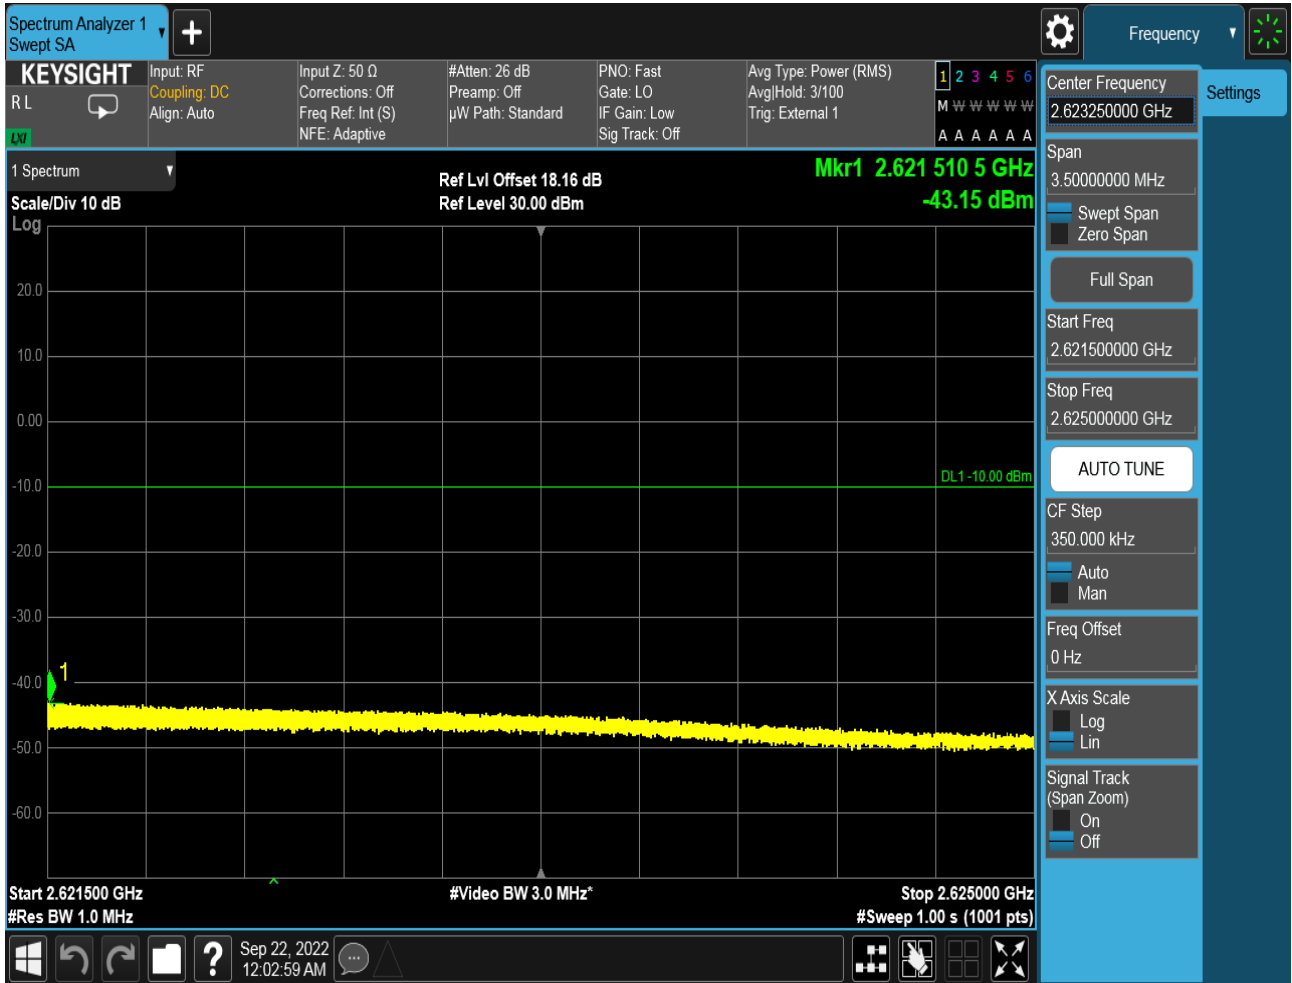 Spectrum Analyzer 1
Swept SA
Frequency
KEYSIGHT
R L
LXI
Input: RF
Coupling: DC
Align: Auto
Input Z: 50 Ω
Corrections: Off
Freq Ref: Int (S)
NFE: Adaptive
#Atten: 26 dB
Preamp: Off
µW Path: Standard
PNO: Fast
Gate: LO
IF Gain: Low
Sig Track: Off
Avg Type: Power (RMS)
Avg|Hold: 3/100
Trig: External 1
1 2 3 4 5 6
M W W W W W
A A A A A A
1 Spectrum
Scale/Div 10 dB
Log
Ref Lvl Offset 18.16 dB
Ref Level 30.00 dBm
Mkr1 2.621 510 5 GHz
-43.15 dBm
20.0
10.0
0.00
DL1 -10.00 dBm
-10.0
-20.0
-30.0
1
-40.0
-50.0
-60.0
Start 2.621500 GHz
#Res BW 1.0 MHz
#Video BW 3.0 MHz*
Stop 2.625000 GHz
#Sweep 1.00 s (1001 pts)
?
Sep 22, 2022
12:02:59 AM
Center Frequency
2.623250000 GHz
Settings
Span
3.50000000 MHz
Swept Span
Zero Span
Full Span
Start Freq
2.621500000 GHz
Stop Freq
2.625000000 GHz
AUTO TUNE
CF Step
350.000 kHz
Auto
Man
Freq Offset
0 Hz
X Axis Scale
Log
Lin
Signal Track
(Span Zoom)
On
Off